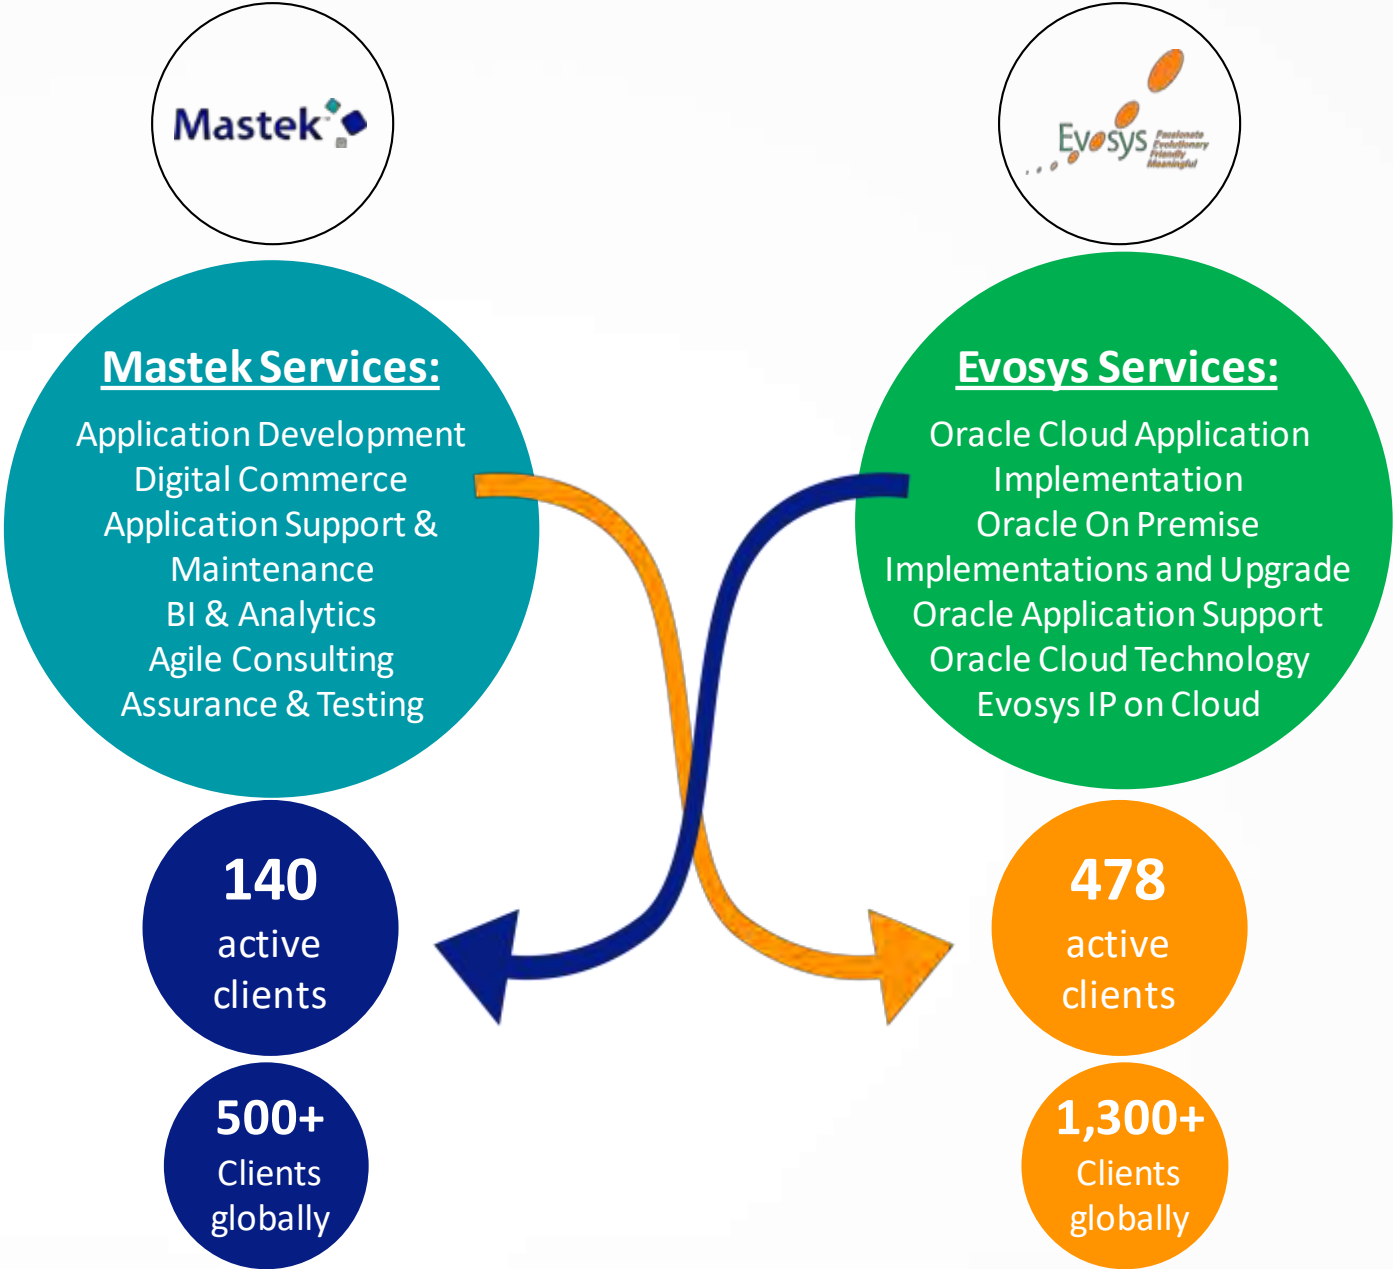 Mastek
Evosys
Passionate
Evolutionary
Friendly
Meaningful
Mastek Services:
Application Development
Digital Commerce
Application Support &
Maintenance
BI & Analytics
Agile Consulting
Assurance & Testing
Evosys Services:
Oracle Cloud Application
Implementation
Oracle On Premise
Implementations and Upgrade
Oracle Application Support
Oracle Cloud Technology
Evosys IP on Cloud
140
active
clients
478
active
clients
500+
Clients
globally
1,300+
Clients
globally